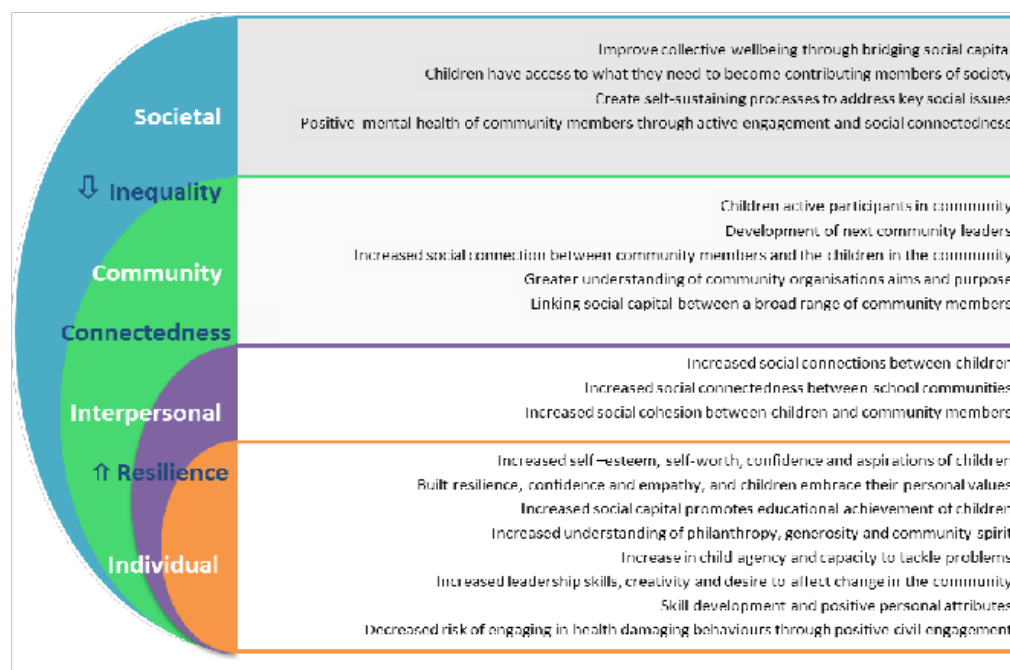 Societal
Improve collective wellbeing through bridging social capital
Children have access to what they need to become contributing members of society
Create self-sustaining processes to address key social issues
Positive mental health of community members through active engagement and social connectedness
⇩ Inequality
Community
Children active participants in community
Development of next community leaders
Increased social connection between community members and the children in the community
Greater understanding of community organisations aims and purpose
Linking social capital between a broad range of community members
Connectedness
Interpersonal
Increased social connections between children
Increased social connectedness between school communities
Increased social cohesion between children and community members
⇧ Resilience
Individual
Increased self –esteem, self-worth, confidence and aspirations of children
Built resilience, confidence and empathy, and children embrace their personal values
Increased social capital promotes educational achievement of children
Increased understanding of philanthropy, generosity and community spirit
Increase in child agency and capacity to tackle problems
Increased leadership skills, creativity and desire to affect change in the community
Skill development and positive personal attributes
Decreased risk of engaging in health damaging behaviours through positive civil engagement